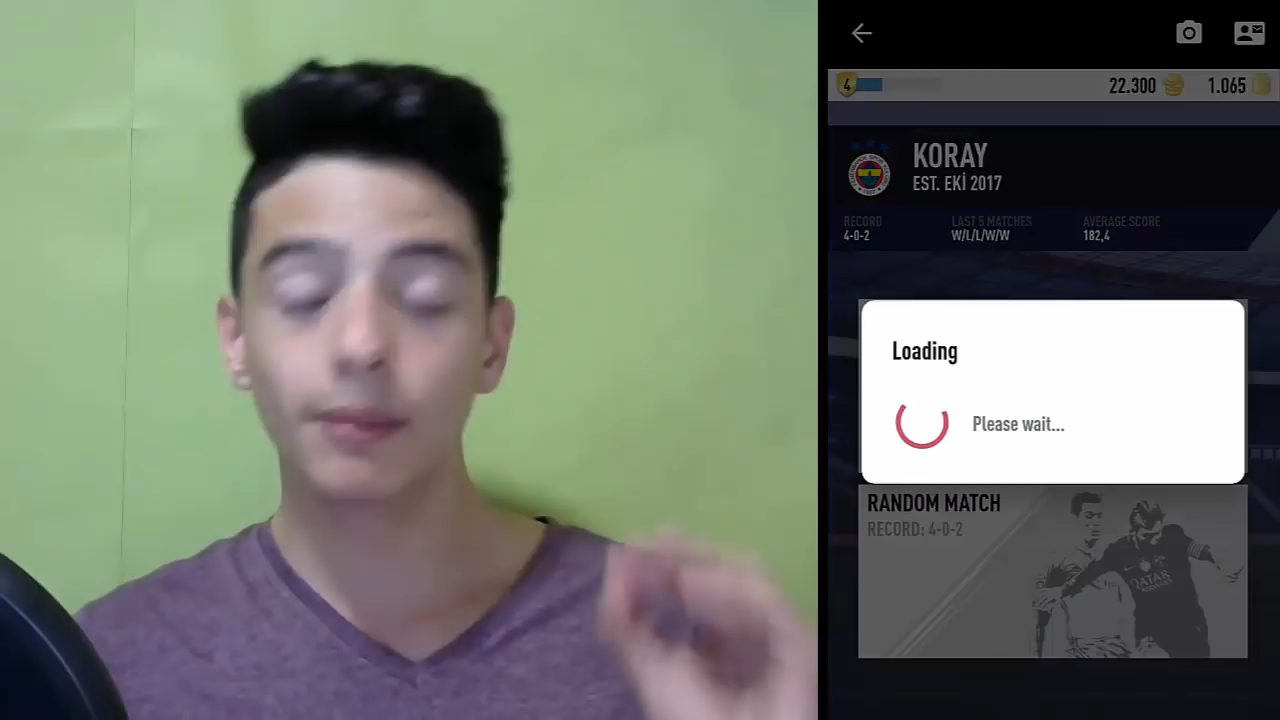 4
22.300
1.065
KORAY
EST. EKİ 2017
RECORD
LAST 5 MATCHES
AVERAGE SCORE
4-0-2
W/L/L/W/W
182,4
Loading
Please wait...
RANDOM MATCH
RECORD: 4-0-2
QATAR